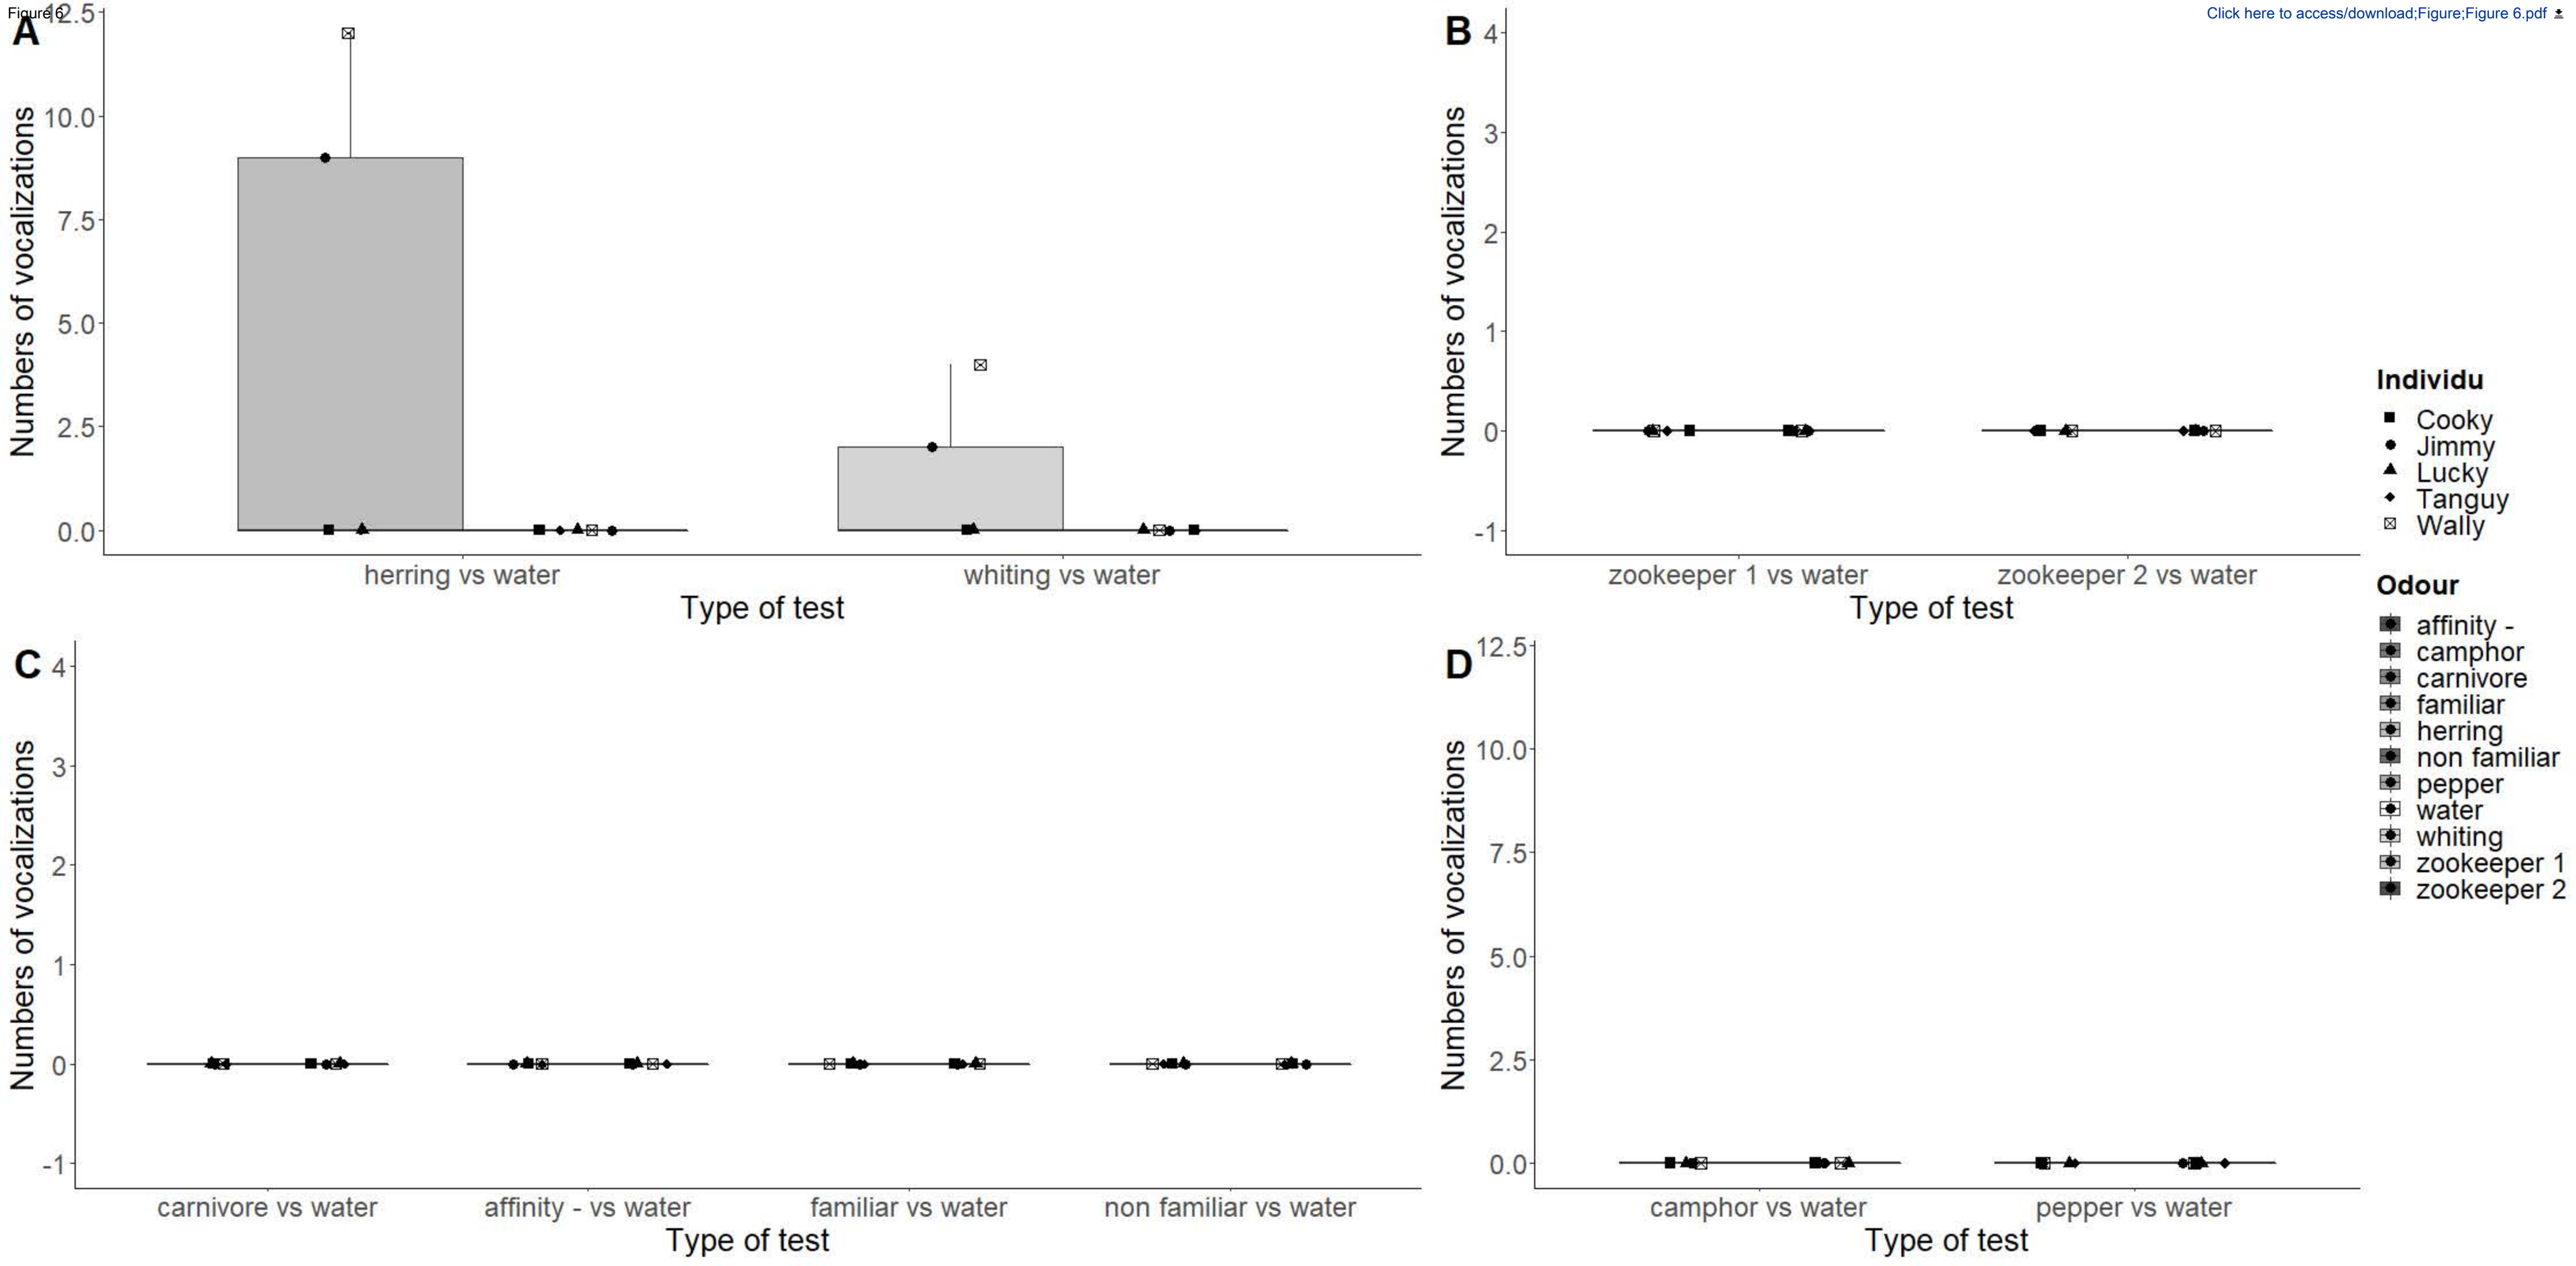 Figure 6
Click here to access/download;Figure;Figure 6.pdf
A
Numbers of vocalizations
12.5
10.0
7.5
5.0
2.5
0.0
herring vs water
whiting vs water
Type of test
B
Numbers of vocalizations
4
3
2
1
0
-1
zookeeper 1 vs water
zookeeper 2 vs water
Type of test
C
Numbers of vocalizations
4
3
2
1
0
-1
carnivore vs water
affinity - vs water
familiar vs water
non familiar vs water
Type of test
D
Numbers of vocalizations
12.5
10.0
7.5
5.0
2.5
0.0
camphor vs water
pepper vs water
Type of test
Individu
Cooky
Jimmy
Lucky
Tanguy
Wally
Odour
affinity -
camphor
carnivore
familiar
herring
non familiar
pepper
water
whiting
zookeeper 1
zookeeper 2